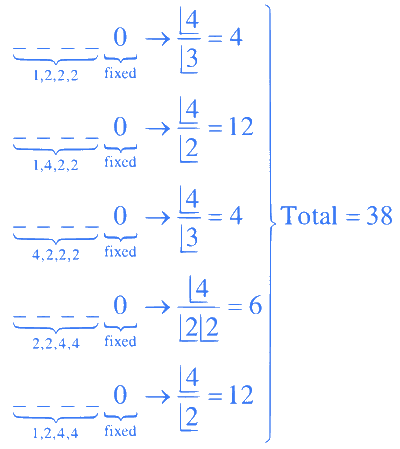 _ _ _ _ 0 → ⌊4/⌊3 = 4
1,2,2,2 fixed
_ _ _ _ 0 → ⌊4/⌊2 = 12
1,4,2,2 fixed
_ _ _ _ 0 → ⌊4/⌊3 = 4
4,2,2,2 fixed
_ _ _ _ 0 → ⌊4/⌊2⌊2 = 6
2,2,4,4 fixed
_ _ _ _ 0 → ⌊4/⌊2 = 12
1,2,4,4 fixed
Total = 38